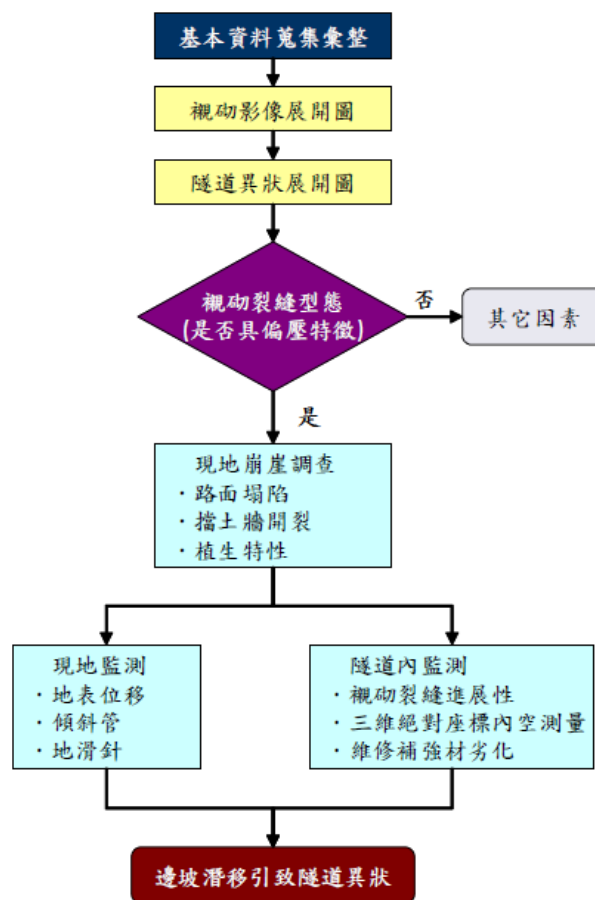 基本資料蒐集彙整
襯砌影像展開圖
隧道異狀展開圖
襯砌裂縫型態
(是否具偏壓特徵)
否
其它因素
是
現地崩崖調查
・路面塌陷
・擋土牆開裂
・植生特性
現地監測
・地表位移
・傾斜管
・地滑針
隧道內監測
・襯砌裂縫進展性
・三維絕對座標內空測量
・維修補強材劣化
邊坡潛移引致隧道異狀